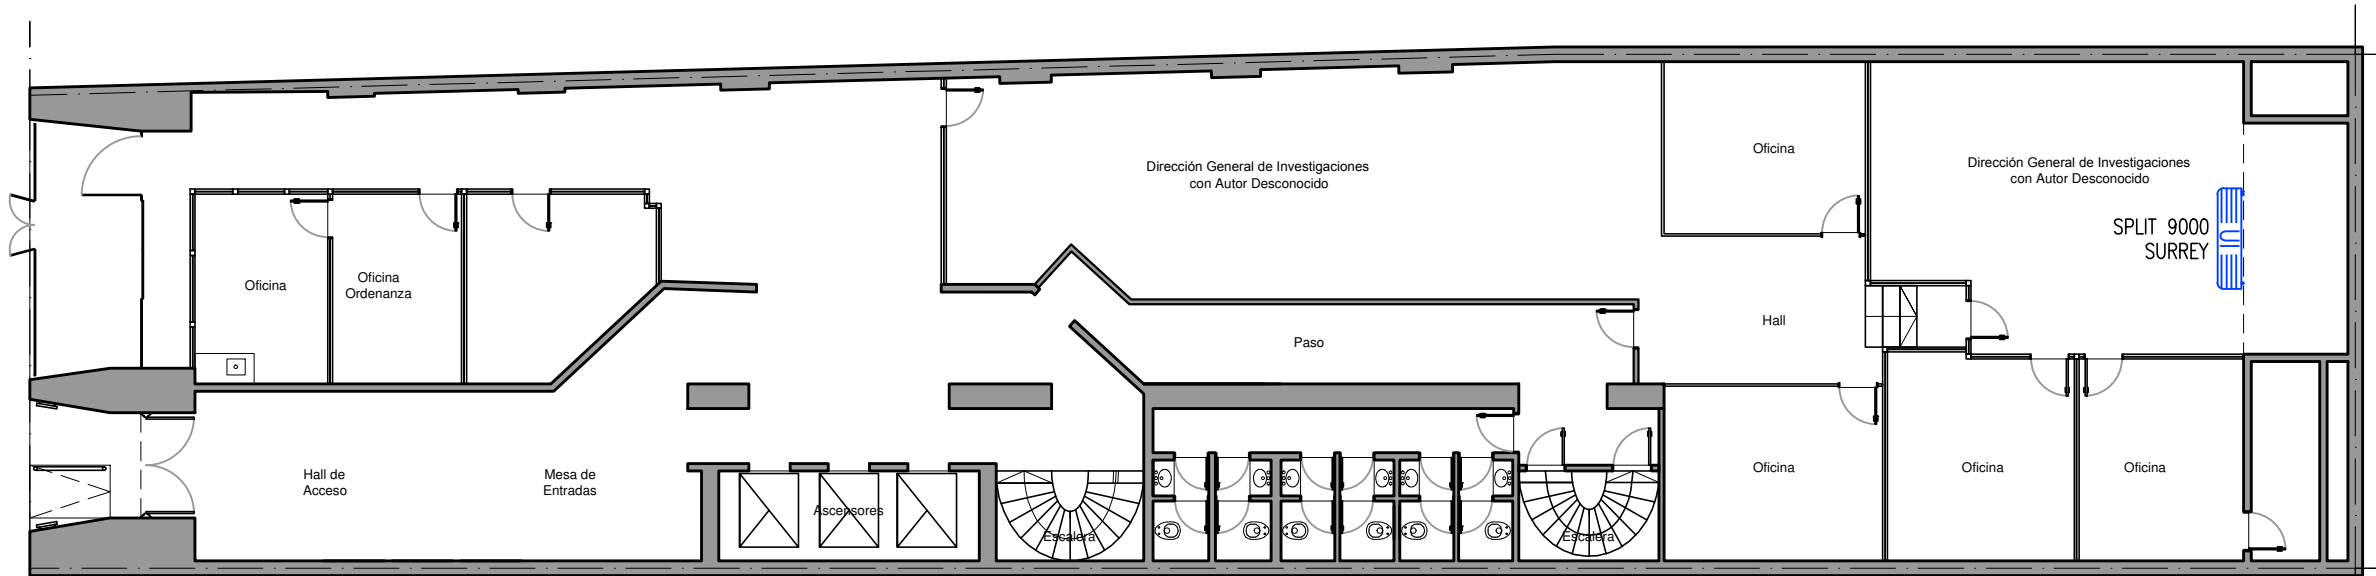 Dirección General de Investigaciones
con Autor Desconocido
Oficina
Dirección General de Investigaciones
con Autor Desconocido
SPLIT 9000
SURREY
UI
Oficina
Oficina
Ordenanza
Paso
Hall
Hall de
Acceso
Mesa de
Entradas
Ascensores
Escalera
Escalera
Oficina
Oficina
Oficina